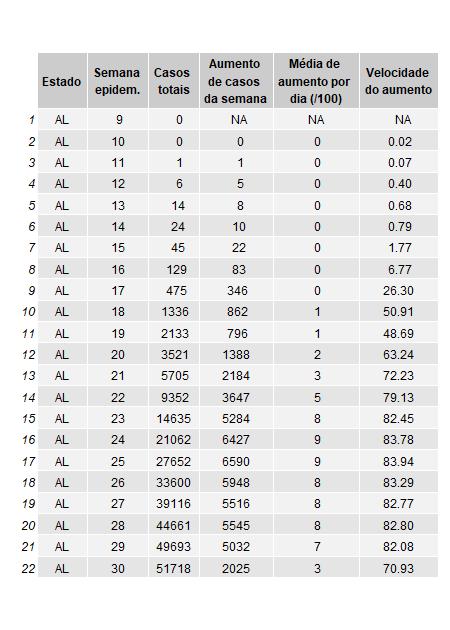 Estado Semana epidem. Casos totais Aumento de casos da semana Média de aumento por dia (/100) Velocidade do aumento
1 AL 9 0 NA NA NA
2 AL 10 0 0 0 0.02
3 AL 11 1 1 0 0.07
4 AL 12 6 5 0 0.40
5 AL 13 14 8 0 0.68
6 AL 14 24 10 0 0.79
7 AL 15 45 22 0 1.77
8 AL 16 129 83 0 6.77
9 AL 17 475 346 0 26.30
10 AL 18 1336 862 1 50.91
11 AL 19 2133 796 1 48.69
12 AL 20 3521 1388 2 63.24
13 AL 21 5705 2184 3 72.23
14 AL 22 9352 3647 5 79.13
15 AL 23 14635 5284 8 82.45
16 AL 24 21062 6427 9 83.78
17 AL 25 27652 6590 9 83.94
18 AL 26 33600 5948 8 83.29
19 AL 27 39116 5516 8 82.77
20 AL 28 44661 5545 8 82.80
21 AL 29 49693 5032 7 82.08
22 AL 30 51718 2025 3 70.93